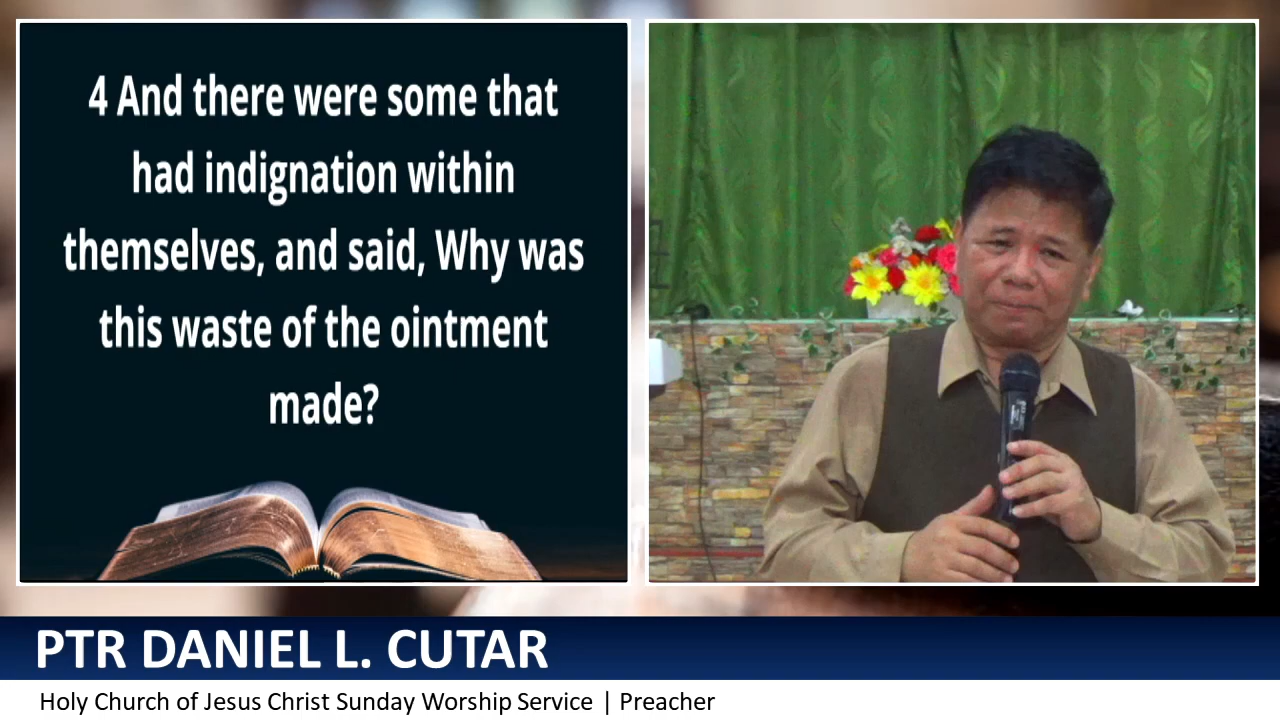 4 And there were some that
had indignation within
themselves, and said, Why was
this waste of the ointment
made?
PTR DANIEL L. CUTAR
Holy Church of Jesus Christ Sunday Worship Service | Preacher